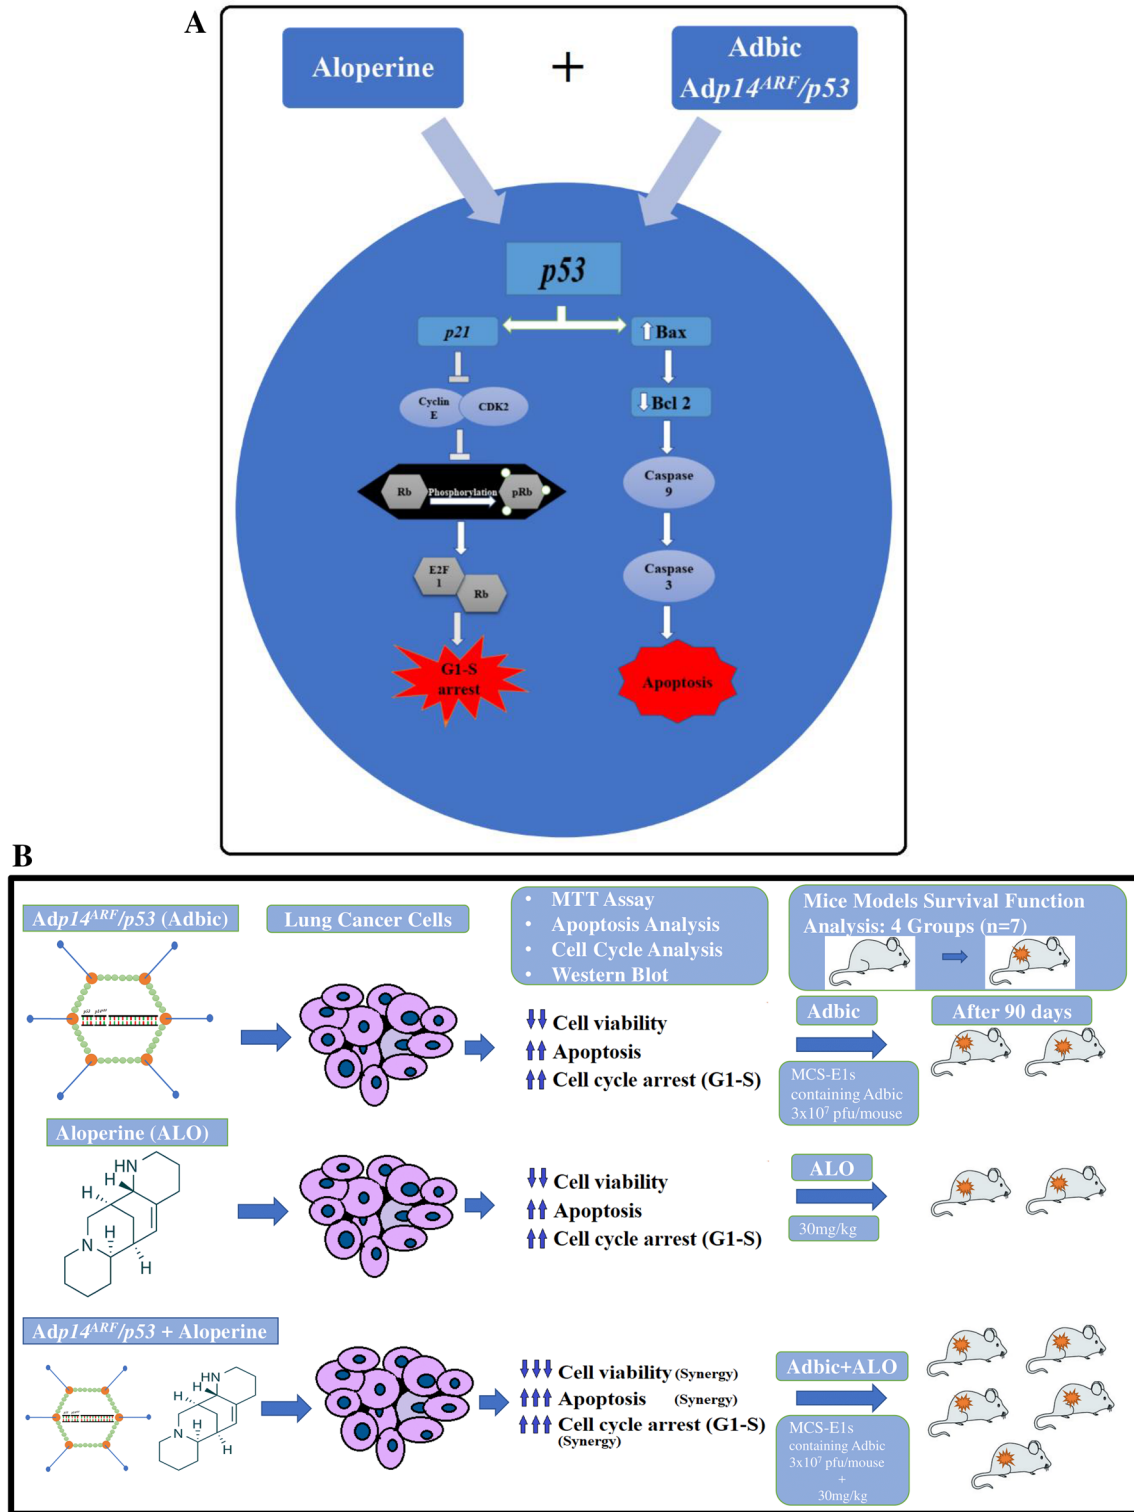 A
Aloperine
+
Adbic
Adp14ARF/p53
p53
p21
Bax
Cyclin
E
CDK2
Bcl 2
Rb
Phosphorylation
pRb
Caspase
9
E2F
1
Rb
Caspase
3
G1-S
arrest
Apoptosis
B
Adp14ARF/p53 (Adbic)
Lung Cancer Cells
• MTT Assay
• Apoptosis Analysis
• Cell Cycle Analysis
• Western Blot
Mice Models Survival Function
Analysis: 4 Groups (n=7)
Cell viability
Apoptosis
Cell cycle arrest (G1-S)
Adbic
After 90 days
MCS-E1s
containing Adbic
3x10⁷ pfu/mouse
Aloperine (ALO)
HN
H
H
H
N
H
Cell viability
Apoptosis
Cell cycle arrest (G1-S)
ALO
30mg/kg
Adp14ARF/p53 + Aloperine
HN
H
H
H
N
H
Cell viability (Synergy)
Apoptosis (Synergy)
Cell cycle arrest (G1-S)
(Synergy)
Adbic+ALO
MCS-E1s
containing Adbic
3x10⁷ pfu/mouse
+
30mg/kg